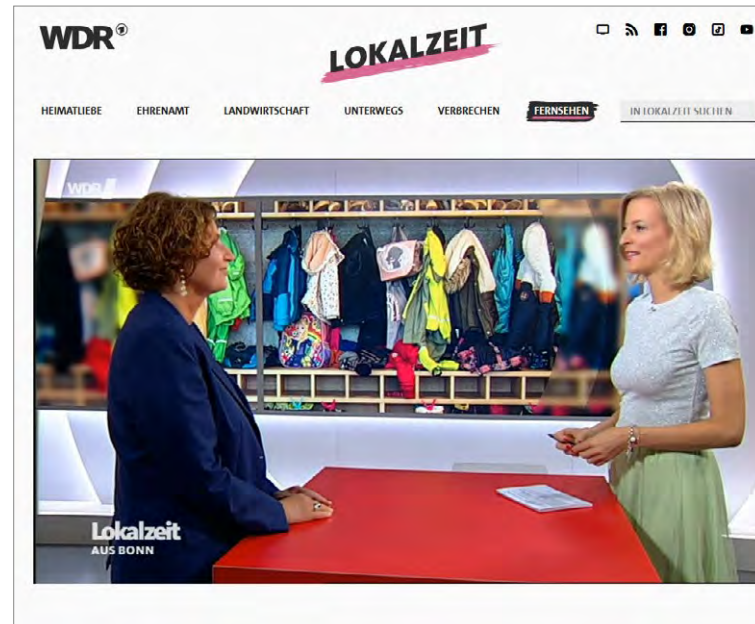 WDR
LOKALZEIT
HEIMATLIEBE EHRENAMT LANDWIRTSCHAFT UNTERWEGS VERBRECHEN FERNSEHEN IN LOKALZEIT SUCHEN
WDR
Lokalzeit
AUS BONN